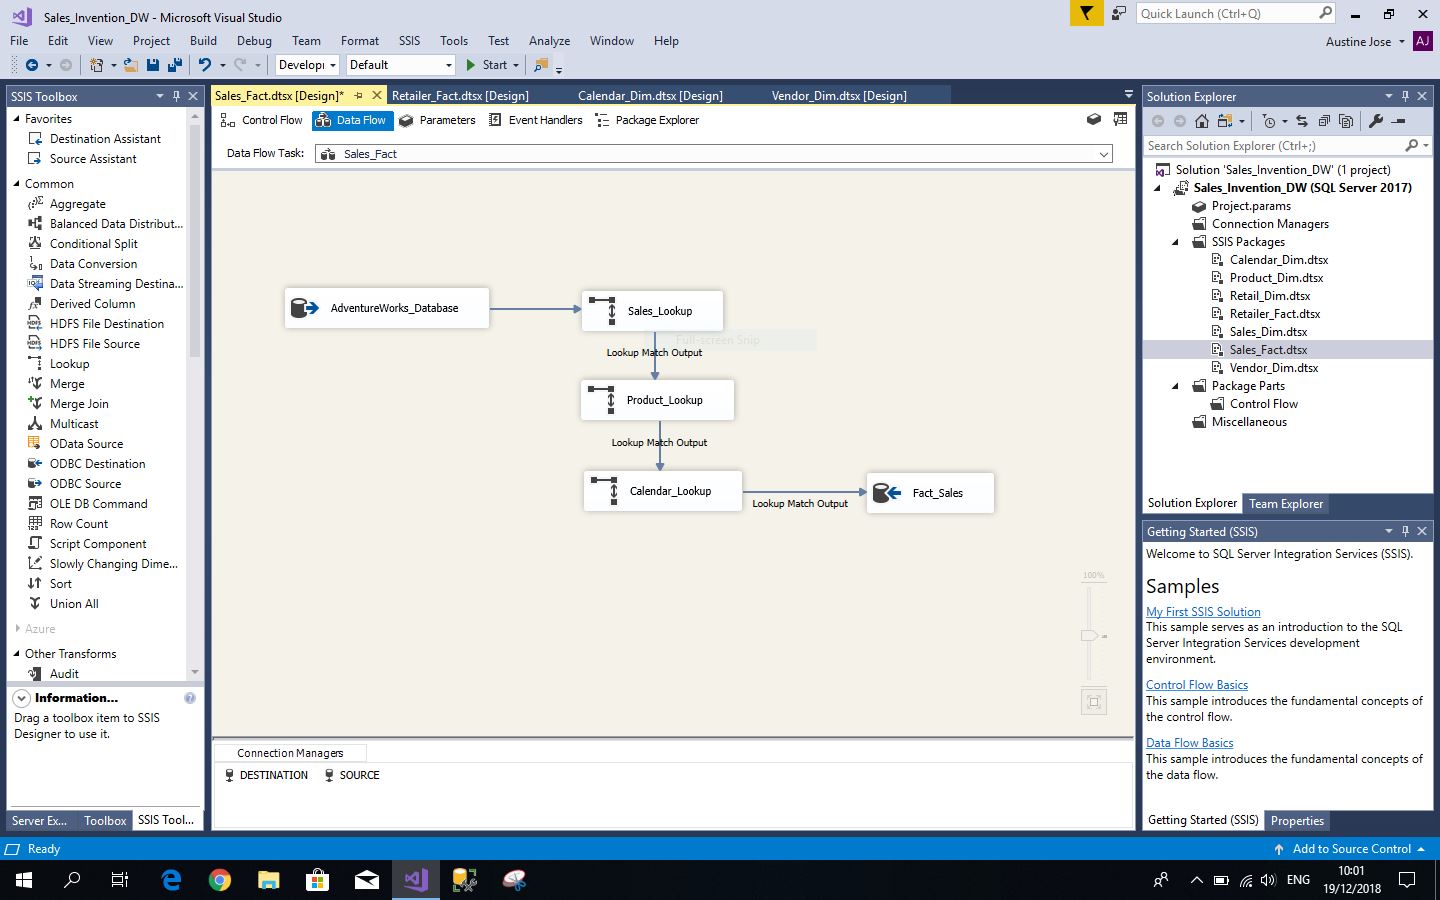 Sales_Invention_DW - Microsoft Visual Studio
Quick Launch (Ctrl+Q)
File Edit View Project Build Debug Team Format SSIS Tools Test Analyze Window Help
Austine Jose AJ
Developı Default Start
SSIS Toolbox
Favorites
Destination Assistant
Source Assistant
Common
Aggregate
Balanced Data Distribut...
Conditional Split
Data Conversion
Data Streaming Destina...
Derived Column
HDFS File Destination
HDFS File Source
Lookup
Merge
Merge Join
Multicast
OData Source
ODBC Destination
ODBC Source
OLE DB Command
Row Count
Script Component
Slowly Changing Dime...
Sort
Union All
Azure
Other Transforms
Audit
Information...
Drag a toolbox item to SSIS
Designer to use it.
Server Ex... Toolbox SSIS Tool...
Sales_Fact.dtsx [Design]* Retailer_Fact.dtsx [Design] Calendar_Dim.dtsx [Design] Vendor_Dim.dtsx [Design]
Control Flow Data Flow Parameters Event Handlers Package Explorer
Data Flow Task: Sales_Fact
AdventureWorks_Database
Sales_Lookup
Full-screen Snip
Lookup Match Output
Product_Lookup
Lookup Match Output
Calendar_Lookup
Lookup Match Output
Fact_Sales
100%
Connection Managers
DESTINATION SOURCE
Solution Explorer
Search Solution Explorer (Ctrl+;)
Solution 'Sales_Invention_DW' (1 project)
Sales_Invention_DW (SQL Server 2017)
Project.params
Connection Managers
SSIS Packages
Calendar_Dim.dtsx
Product_Dim.dtsx
Retail_Dim.dtsx
Retailer_Fact.dtsx
Sales_Dim.dtsx
Sales_Fact.dtsx
Vendor_Dim.dtsx
Package Parts
Control Flow
Miscellaneous
Solution Explorer Team Explorer
Getting Started (SSIS)
Welcome to SQL Server Integration Services (SSIS).
Samples
My First SSIS Solution
This sample serves as an introduction to the SQL
Server Integration Services development
environment.
Control Flow Basics
This sample introduces the fundamental concepts of
the control flow.
Data Flow Basics
This sample introduces the fundamental concepts of
the data flow.
Getting Started (SSIS) Properties
Ready
Add to Source Control
ENG
10:01
19/12/2018